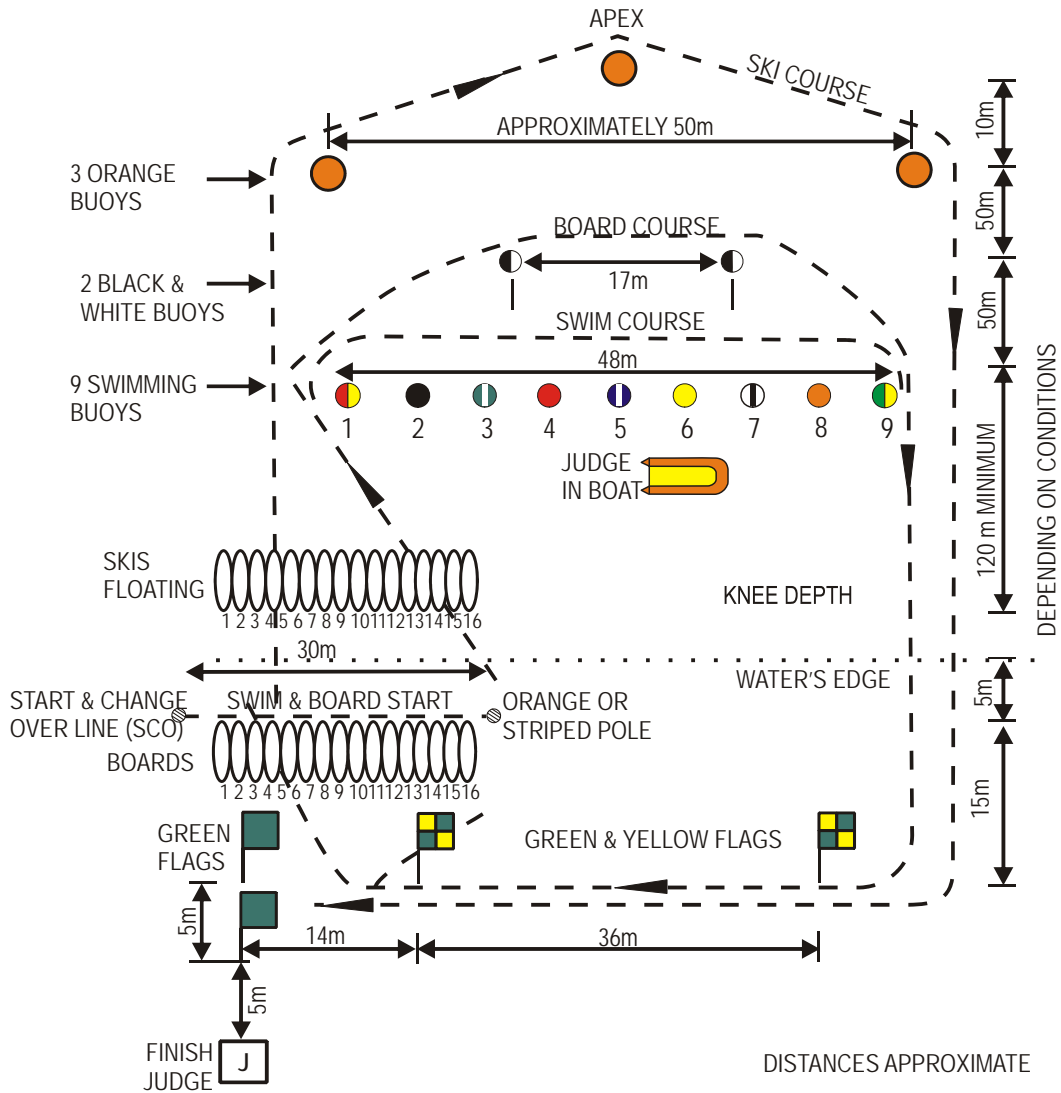 APEX
SKI COURSE
10m
APPROXIMATELY 50m
3 ORANGE
BUOYS
50m
BOARD COURSE
17m
2 BLACK &
WHITE BUOYS
50m
SWIM COURSE
48m
9 SWIMMING
BUOYS
1 2 3 4 5 6 7 8 9
JUDGE
IN BOAT
120 m MINIMUM
DEPENDING ON CONDITIONS
SKIS
FLOATING
KNEE DEPTH
1 2 3 4 5 6 7 8 9 10 11 12 13 14 15 16
30m
WATER'S EDGE
5m
START & CHANGE
OVER LINE (SCO)
SWIM & BOARD START
ORANGE OR
STRIPED POLE
BOARDS
1 2 3 4 5 6 7 8 9 10 11 12 13 14 15 16
15m
GREEN
FLAGS
GREEN & YELLOW FLAGS
5m
14m
36m
5m
FINISH
JUDGE
J
DISTANCES APPROXIMATE